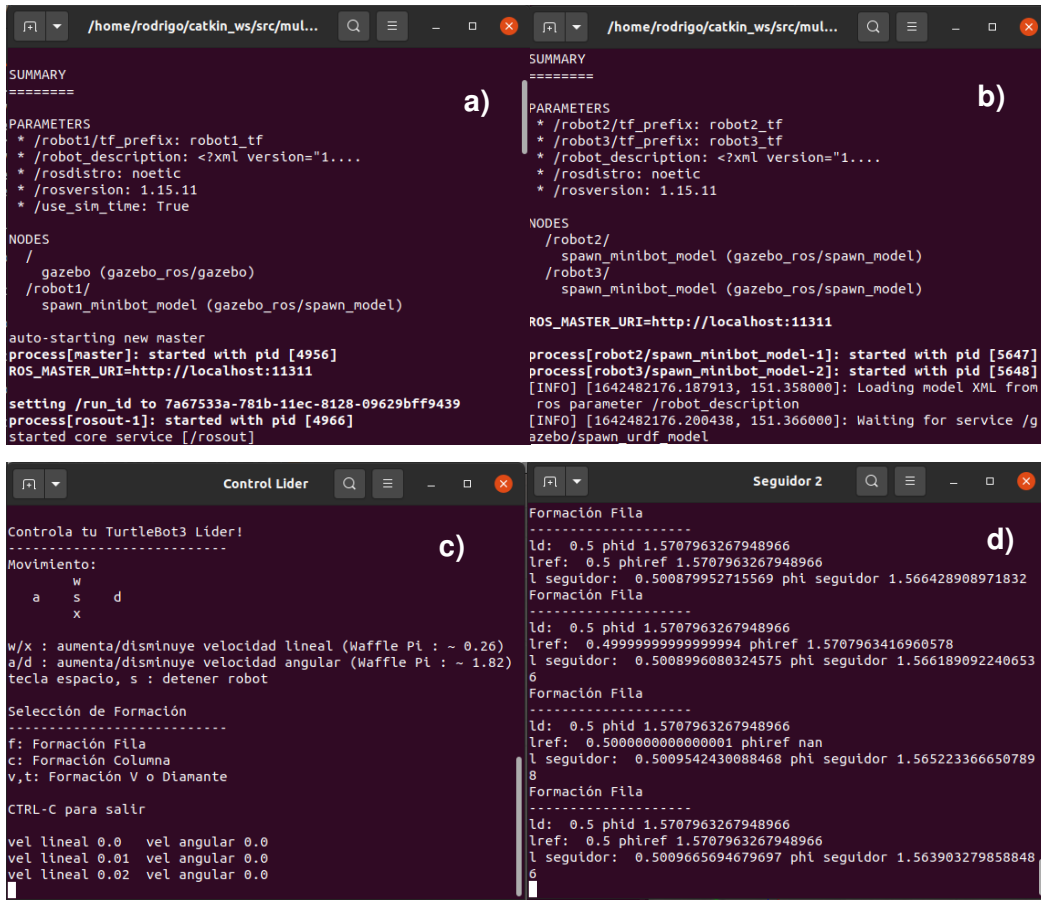 /home/rodrigo/catkin_ws/src/mul...
a)
SUMMARY
========
PARAMETERS
* /robot1/tf_prefix: robot1_tf
* /robot_description: <?xml version="1....
* /rosdistro: noetic
* /rosversion: 1.15.11
* /use_sim_time: True
NODES
/
gazebo (gazebo_ros/gazebo)
/robot1/
spawn_minibot_model (gazebo_ros/spawn_model)
auto-starting new master
process[master]: started with pid [4956]
ROS_MASTER_URI=http://localhost:11311
setting /run_id to 7a67533a-781b-11ec-8128-09629bff9439
process[rosout-1]: started with pid [4966]
started core service [/rosout]
/home/rodrigo/catkin_ws/src/mul...
b)
SUMMARY
========
PARAMETERS
* /robot2/tf_prefix: robot2_tf
* /robot3/tf_prefix: robot3_tf
* /robot_description: <?xml version="1....
* /rosdistro: noetic
* /rosversion: 1.15.11
NODES
/robot2/
spawn_minibot_model (gazebo_ros/spawn_model)
/robot3/
spawn_minibot_model (gazebo_ros/spawn_model)
ROS_MASTER_URI=http://localhost:11311
process[robot2/spawn_minibot_model-1]: started with pid [5647]
process[robot3/spawn_minibot_model-2]: started with pid [5648]
[INFO] [1642482176.187913, 151.358000]: Loading model XML from
ros parameter /robot_description
[INFO] [1642482176.200438, 151.366000]: Waiting for service /g
azebo/spawn_urdf_model
Control Lider
c)
Controla tu TurtleBot3 Líder!
---------------------------
Movimiento:
w
a s d
x
w/x : aumenta/disminuye velocidad lineal (Waffle Pi : ~ 0.26)
a/d : aumenta/disminuye velocidad angular (Waffle Pi : ~ 1.82)
tecla espacio, s : detener robot
Selección de Formación
---------------------------
f: Formación Fila
c: Formación Columna
v,t: Formación V o Diamante
CTRL-C para salir
vel lineal 0.0 vel angular 0.0
vel lineal 0.01 vel angular 0.0
vel lineal 0.02 vel angular 0.0
Seguidor 2
d)
Formación Fila
--------------------
ld: 0.5 phid 1.5707963267948966
lref: 0.5 phiref 1.5707963267948966
l seguidor: 0.500879952715569 phi seguidor 1.566428908971832
Formación Fila
--------------------
ld: 0.5 phid 1.5707963267948966
lref: 0.49999999999999994 phiref 1.5707963416960578
l seguidor: 0.5008996080324575 phi seguidor 1.566189092240653
6
Formación Fila
--------------------
ld: 0.5 phid 1.5707963267948966
lref: 0.5000000000000001 phiref nan
l seguidor: 0.5009542430088468 phi seguidor 1.565223366650789
8
Formación Fila
--------------------
ld: 0.5 phid 1.5707963267948966
lref: 0.5 phiref 1.5707963267948966
l seguidor: 0.5009665694679697 phi seguidor 1.563903279858848
6